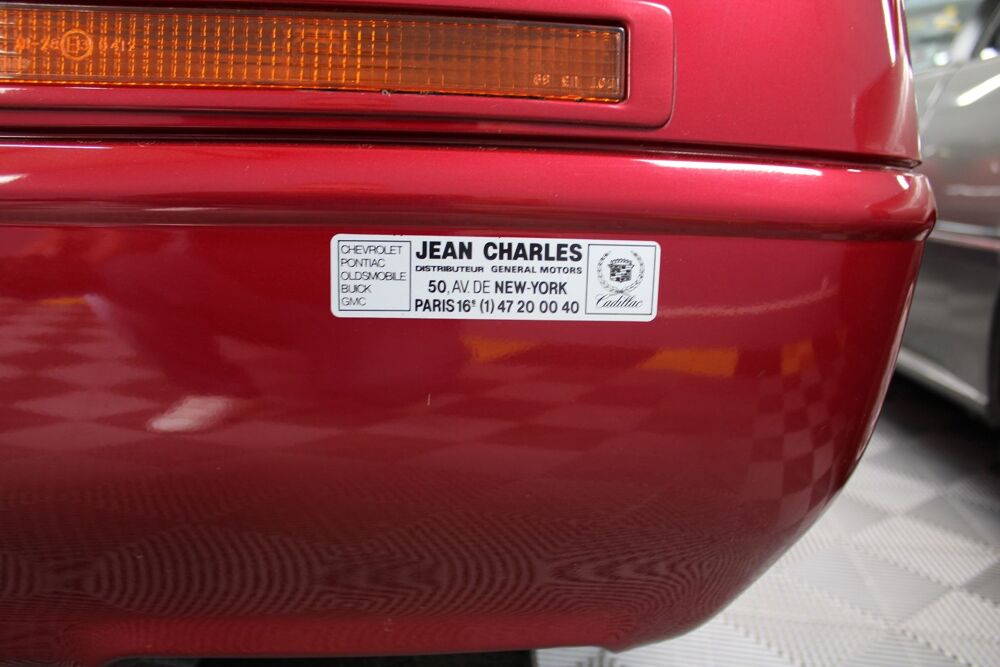 E3
CHEVROLET
PONTIAC
OLDSMOBILE
BUICK
GMC
JEAN CHARLES
DISTRIBUTEUR GENERAL MOTORS
50, AV. DE NEW-YORK
PARIS 16e (1) 47 20 00 40
Cadillac